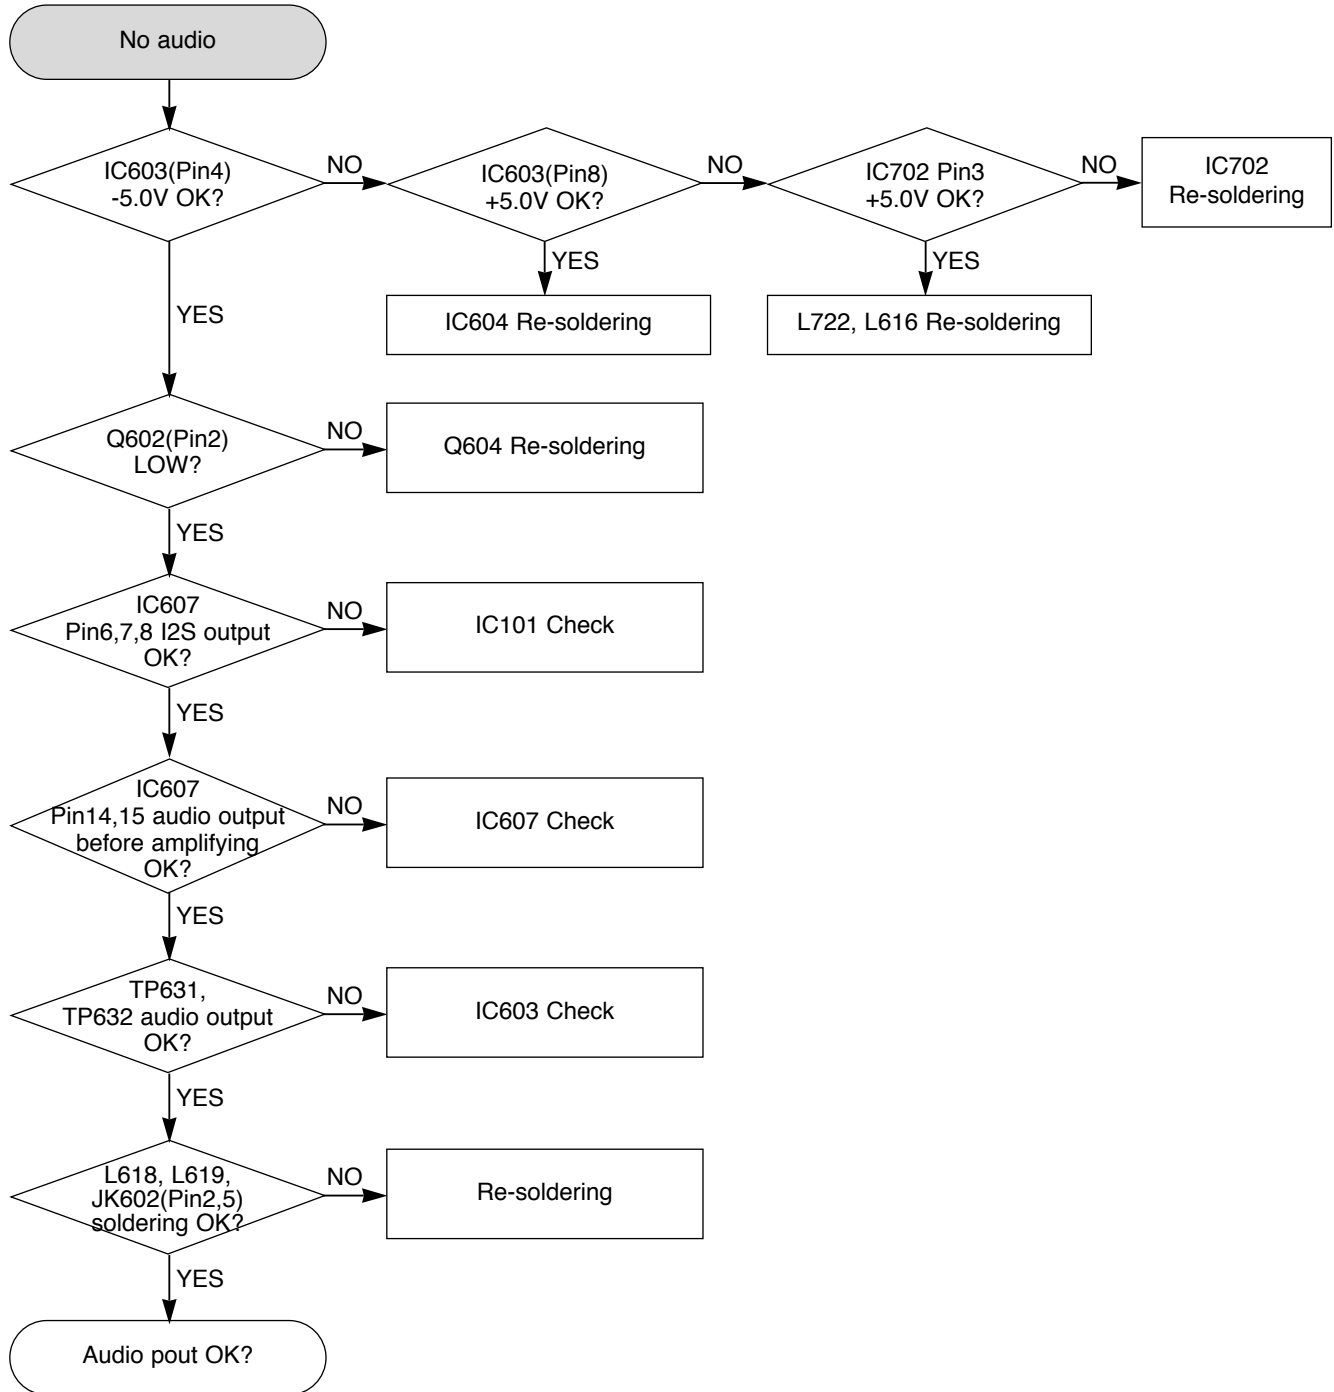 No audio
IC603(Pin4)
-5.0V OK?
NO
IC603(Pin8)
+5.0V OK?
NO
IC702 Pin3
+5.0V OK?
NO
IC702
Re-soldering
YES
YES
YES
IC604 Re-soldering
L722, L616 Re-soldering
Q602(Pin2)
LOW?
NO
Q604 Re-soldering
YES
IC607
Pin6,7,8 I2S output
OK?
NO
IC101 Check
YES
IC607
Pin14,15 audio output
before amplifying
OK?
NO
IC607 Check
YES
TP631,
TP632 audio output
OK?
NO
IC603 Check
YES
L618, L619,
JK602(Pin2,5)
soldering OK?
NO
Re-soldering
YES
Audio pout OK?